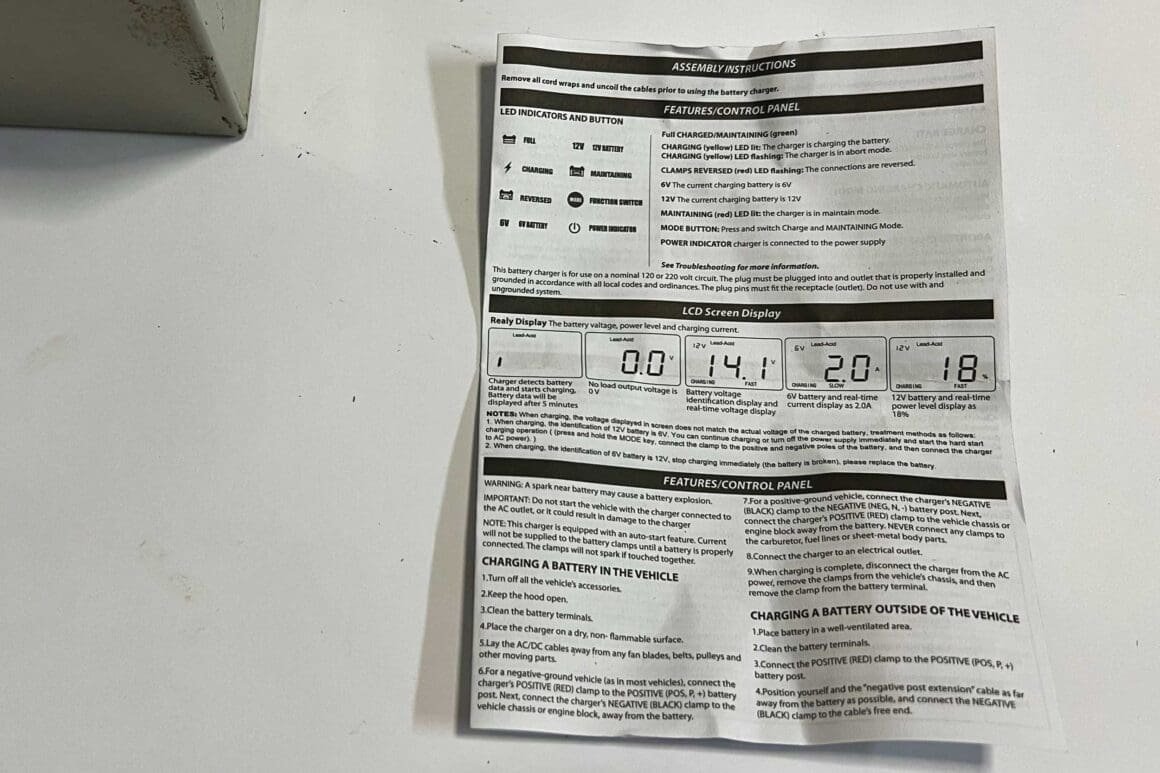 ASSEMBLY INSTRUCTIONS
Remove all cord wraps and uncoil the cables prior to using the battery charger.
FEATURES/CONTROL PANEL
LED INDICATORS AND BUTTON
FULL
12V 12V BATTERY
CHARGING
MAINTAINING
REVERSED
MODE FUNCTION SWITCH
6V 6V BATTERY
POWER INDICATOR
Full CHARGED/MAINTAINING (green)
CHARGING (yellow) LED lit: The charger is charging the battery.
CHARGING (yellow) LED flashing: The charger is in abort mode.
CLAMPS REVERSED (red) LED flashing: The connections are reversed.
6V The current charging battery is 6V
12V The current charging battery is 12V
MAINTAINING (red) LED lit: the charger is in maintain mode.
MODE BUTTON: Press and switch Charge and MAINTAINING Mode.
POWER INDICATOR charger is connected to the power supply
See Troubleshooting for more information.
This battery charger is for use on a nominal 120 or 220 volt circuit. The plug must be plugged into and outlet that is properly installed and
grounded in accordance with all local codes and ordinances. The plug pins must fit the receptacle (outlet). Do not use with and
ungrounded system.
LCD Screen Display
Realy Display The battery valtage, power level and charging current.
Lead-Acid
Lead-Acid
0.0 V
12V Lead-Acid
14.1 V
CHARGING FAST
6V Lead-Acid
2.0 A
CHARGING SLOW
12V Lead-Acid
18 %
CHARGING FAST
Charger detects battery
data and starts charging,
Battery data will be
displayed after 5 minutes
No load output voltage is
0 V
Battery voltage
identification display and
real-time voltage display
6V battery and real-time
current display as 2.0A
12V battery and real-time
power level display as
18%
NOTES: When charging, the voltage displayed in screen does not match the actual voltage of the charged battery, treatment methods as follows:
1. When charging, the identification of 12V battery is 6V. You can continue charging or turn off the power supply immediately and start the hard start
charging operation ( (press and hold the MODE key, connect the clamp to the positive and negative poles of the battery, and then connect the charger
to AC power). )
2. When charging, the identification of 6V battery is 12V, stop charging immediately (the battery is broken), please replace the battery.
FEATURES/CONTROL PANEL
WARNING: A spark near battery may cause a battery explosion.
IMPORTANT: Do not start the vehicle with the charger connected to
the AC outlet, or it could result in damage to the charger
NOTE: This charger is equipped with an auto-start feature. Current
will not be supplied to the battery clamps until a battery is properly
connected. The clamps will not spark if touched together.
CHARGING A BATTERY IN THE VEHICLE
1.Turn off all the vehicle's accessories.
2.Keep the hood open.
3.Clean the battery terminals.
4.Place the charger on a dry, non- flammable surface.
5.Lay the AC/DC cables away from any fan blades, belts, pulleys and
other moving parts.
6.For a negative-ground vehicle (as in most vehicles), connect the
charger's POSITIVE (RED) clamp to the POSITIVE (POS, P, +) battery
post. Next, connect the charger's NEGATIVE (BLACK) clamp to the
vehicle chassis or engine block, away from the battery.
7.For a positive-ground vehicle, connect the charger's NEGATIVE
(BLACK) clamp to the NEGATIVE (NEG, N, -) battery post. Next,
connect the charger's POSITIVE (RED) clamp to the vehicle chassis or
engine block away from the battery. NEVER connect any clamps to
the carburetor, fuel lines or sheet-metal body parts.
8.Connect the charger to an electrical outlet.
9.When charging is complete, disconnect the charger from the AC
power, remove the clamps from the vehicle's chassis, and then
remove the clamp from the battery terminal.
CHARGING A BATTERY OUTSIDE OF THE VEHICLE
1.Place battery in a well-ventilated area.
2.Clean the battery terminals.
3.Connect the POSITIVE (RED) clamp to the POSITIVE (POS, P, +)
battery post.
4.Position yourself and the "negative post extension" cable as far
away from the battery as possible, and connect the NEGATIVE
(BLACK) clamp to the cable's free end.